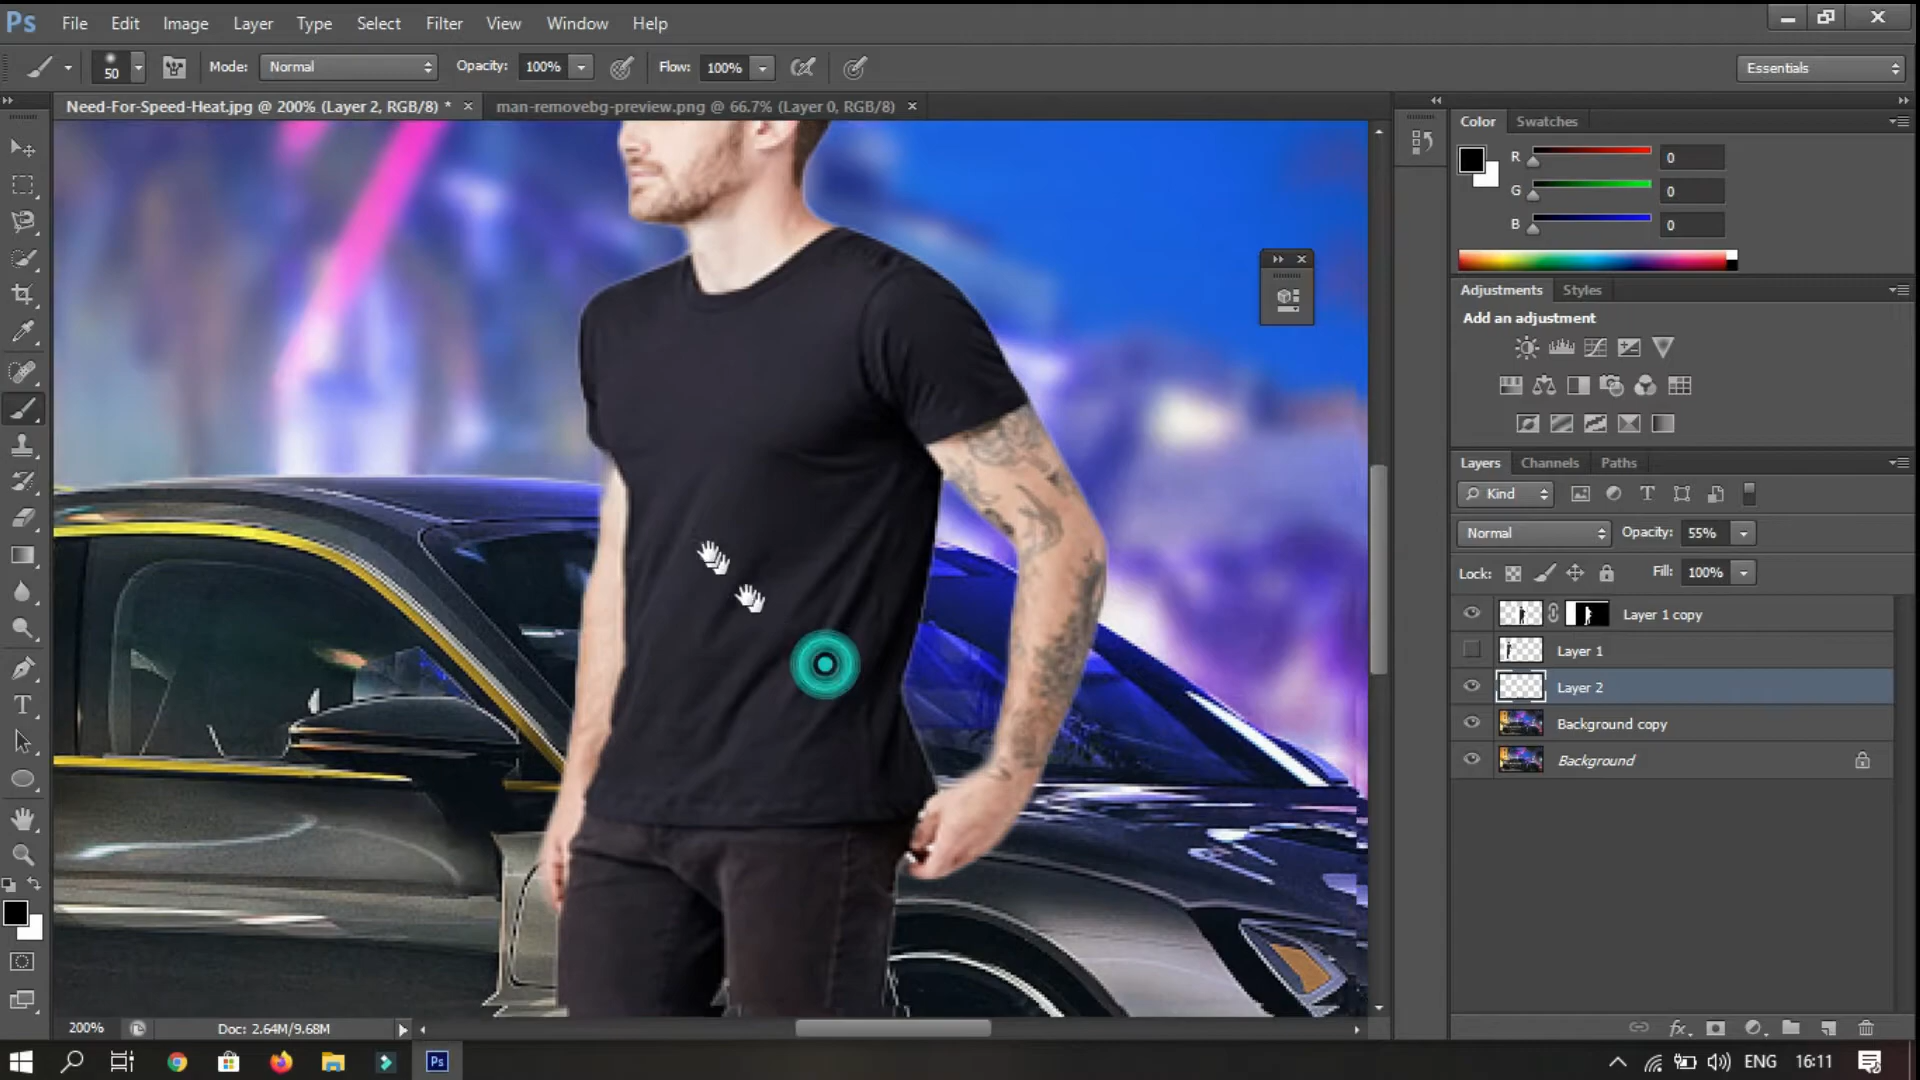 Ps File Edit Image Layer Type Select Filter View Window Help
50 Mode: Normal Opacity: 100% Flow: 100% Essentials
Need-For-Speed-Heat.jpg @ 200% (Layer 2, RGB/8) * × man-removebg-preview.png @ 66.7% (Layer 0, RGB/8) ×
Color Swatches
R 0
G 0
B 0
Adjustments Styles
Add an adjustment
Layers Channels Paths
Kind
Normal Opacity: 55%
Lock: Fill: 100%
Layer 1 copy
Layer 1
Layer 2
Background copy
Background
200% Doc: 2.64M/9.68M
fx
Ps ENG 16:11